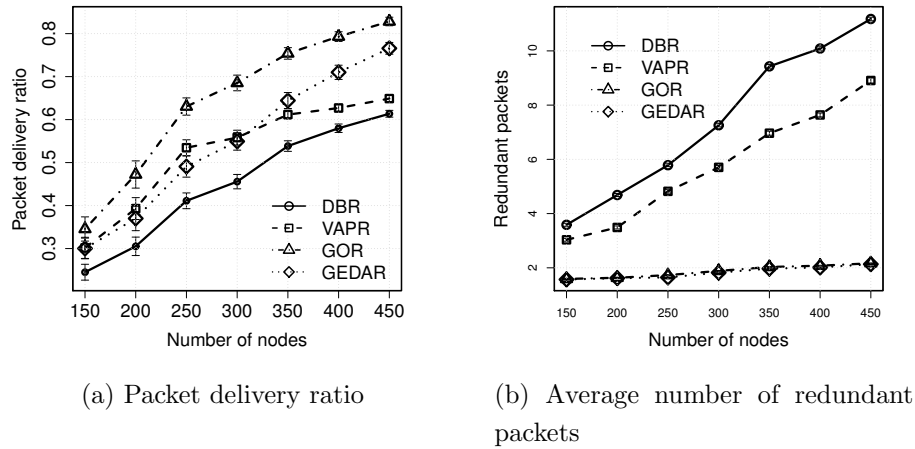 Packet delivery ratio
0.8
0.7
0.6
0.5
0.4
0.3
DBR
VAPR
GOR
GEDAR
150 200 250 300 350 400 450
Number of nodes
(a) Packet delivery ratio
Redundant packets
10
8
6
4
2
DBR
VAPR
GOR
GEDAR
150 200 250 300 350 400 450
Number of nodes
(b) Average number of redundant
packets